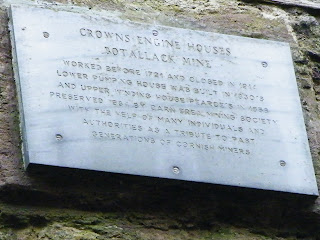 CROWNS ENGINE HOUSES
BOTALLACK MINE
WORKED BEFORE 1721 AND CLOSED IN
LOWER PUMPING HOUSE WAS BUILT IN
AND UPPER WINDING HOUSE
PRESERVED BY CARN BREA MINING SOCIETY
WITH THE HELP OF MANY INDIVIDUALS AND
AUTHORITIES AS A TRIBUTE TO PAST
GENERATIONS OF CORNISH MINERS